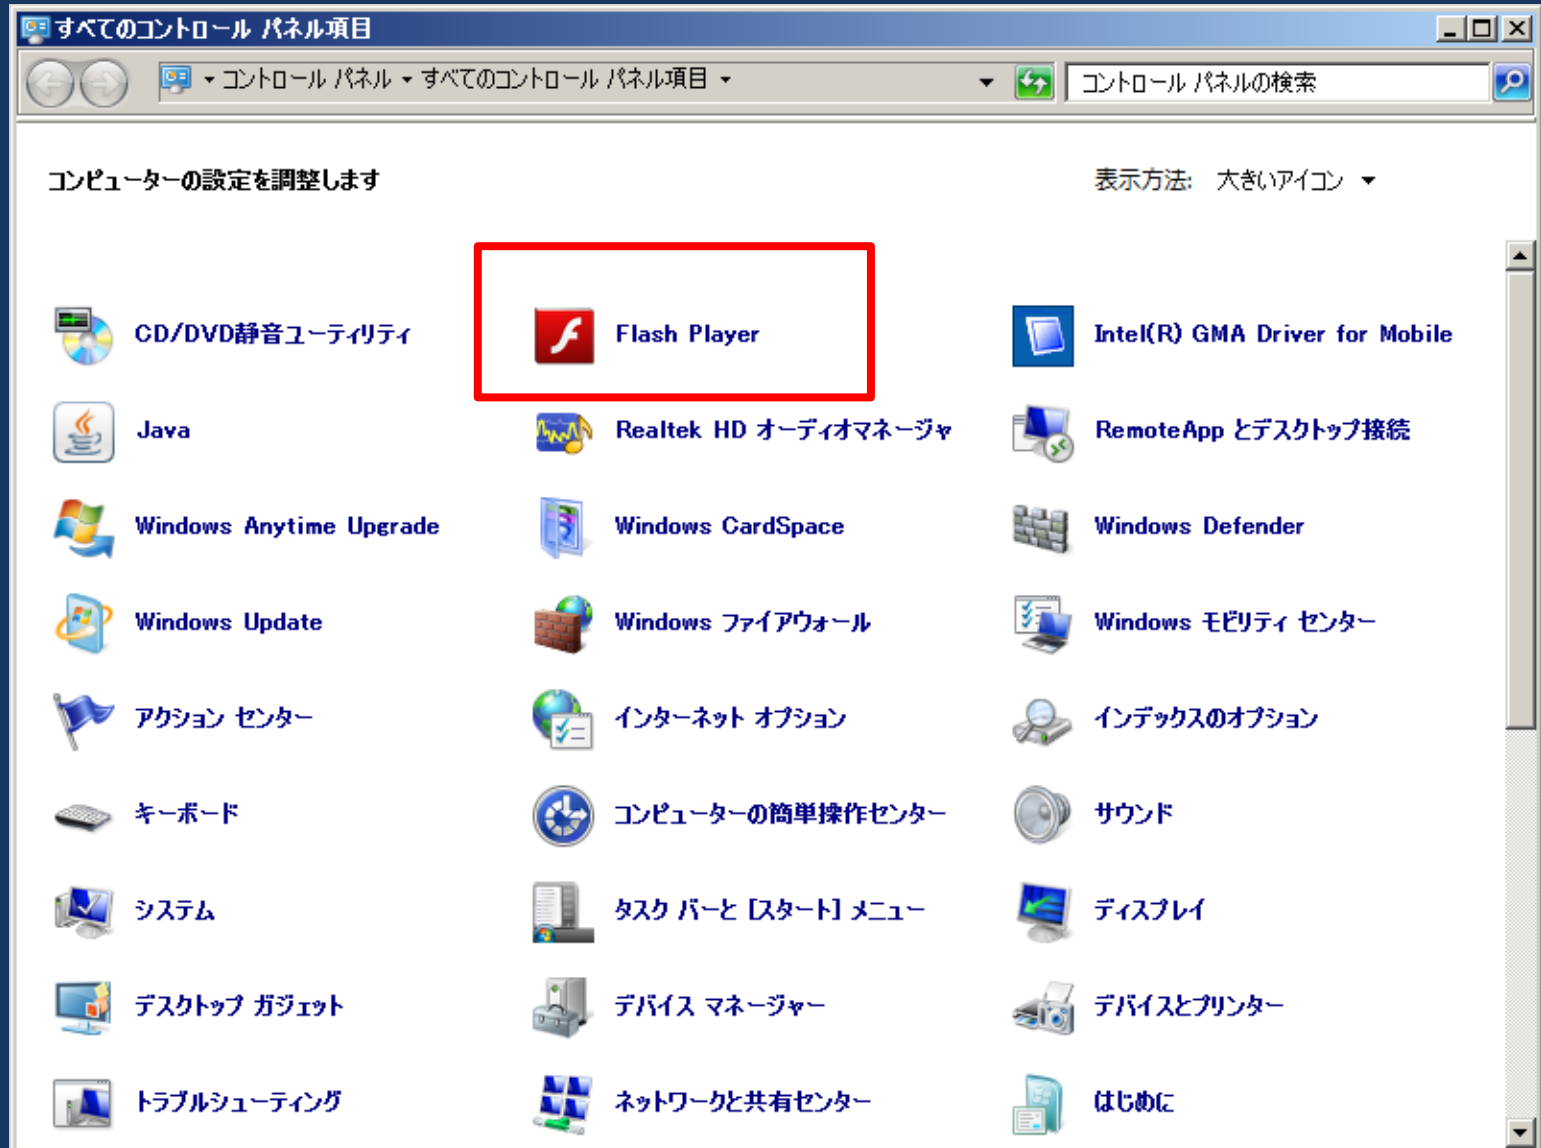 すべてのコントロール パネル項目
コントロール パネル すべてのコントロール パネル項目
コントロール パネルの検索
コンピューターの設定を調整します
表示方法: 大きいアイコン
CD/DVD静音ユーティリティ
Flash Player
Intel(R) GMA Driver for Mobile
Java
Realtek HD オーディオマネージャ
RemoteApp とデスクトップ接続
Windows Anytime Upgrade
Windows CardSpace
Windows Defender
Windows Update
Windows ファイアウォール
Windows モビリティ センター
アクション センター
インターネット オプション
インデックスのオプション
キーボード
コンピューターの簡単操作センター
サウンド
システム
タスク バーと [スタート] メニュー
ディスプレイ
デスクトップ ガジェット
デバイス マネージャー
デバイスとプリンター
トラブルシューティング
ネットワークと共有センター
はじめに